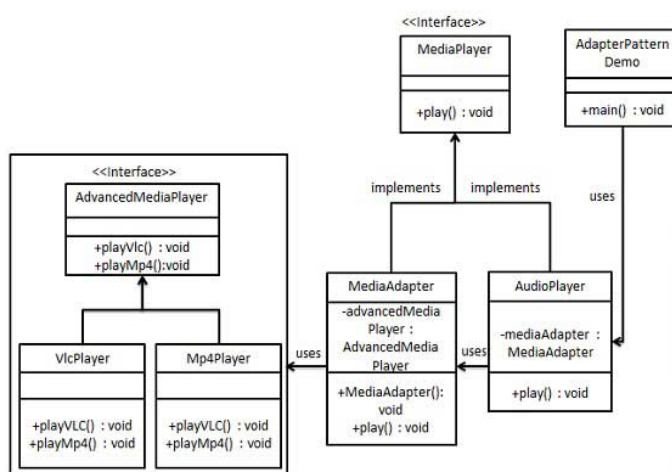 <<Interface>>
MediaPlayer
+play() : void
AdapterPattern
Demo
+main() : void
implements
implements
uses
<<Interface>>
AdvancedMediaPlayer
+playVlc() : void
+playMp4():void
VlcPlayer
+playVLC() : void
+playMp4() : void
Mp4Player
+playVLC() : void
+playMp4() : void
uses
MediaAdapter
-advancedMedia
Player :
AdvancedMedia
Player
+MediaAdapter():
void
+play() : void
uses
AudioPlayer
-mediaAdapter :
MediaAdapter
+play() : void